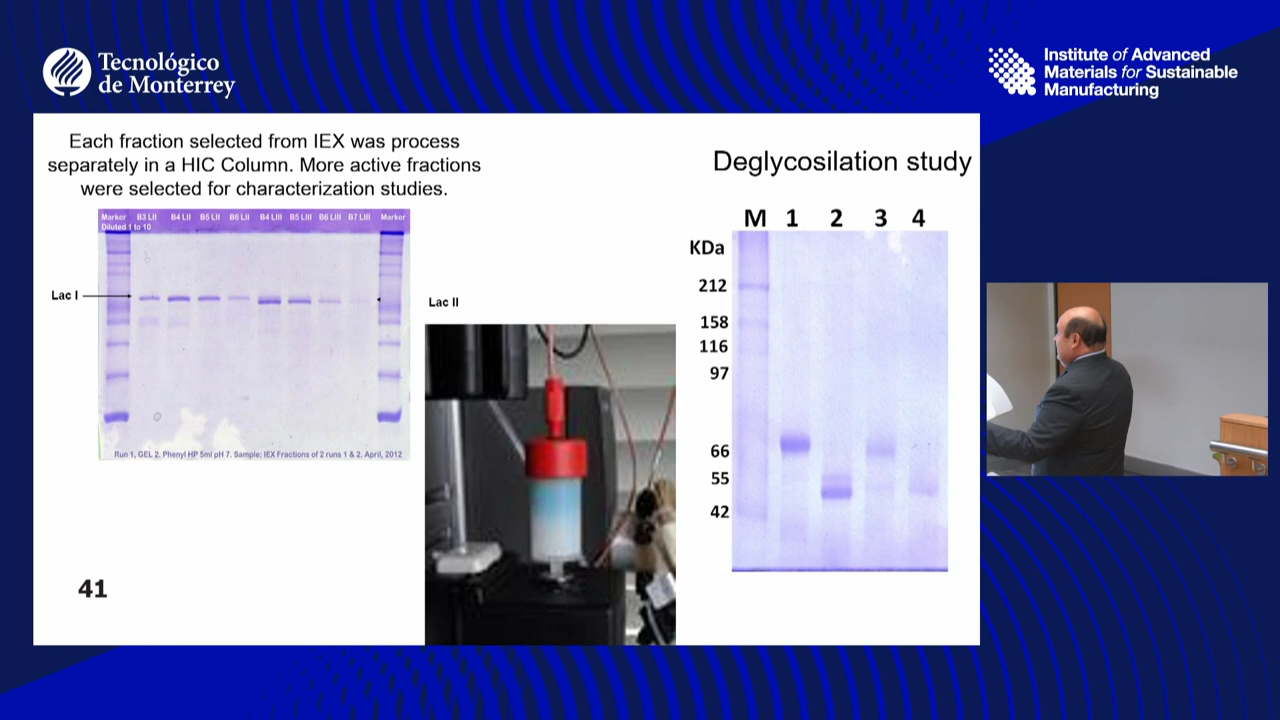 Tecnológico
de Monterrey
Institute of Advanced
Materials for Sustainable
Manufacturing
Each fraction selected from IEX was process
separately in a HIC Column. More active fractions
were selected for characterization studies.
Marker B3 LII B4 LII B5 LII B6 LII B4 LIII B5 LIII B6 LIII B7 LIII Marker
Diluted 1 to 10
Lac I
Lac II
Run 1, GEL 2. Phenyl HP 5ml pH 7. Sample: IEX Fractions of 2 runs 1 & 2. April, 2012
41
Deglycosilation study
M 1 2 3 4
KDa
212
158
116
97
66
55
42